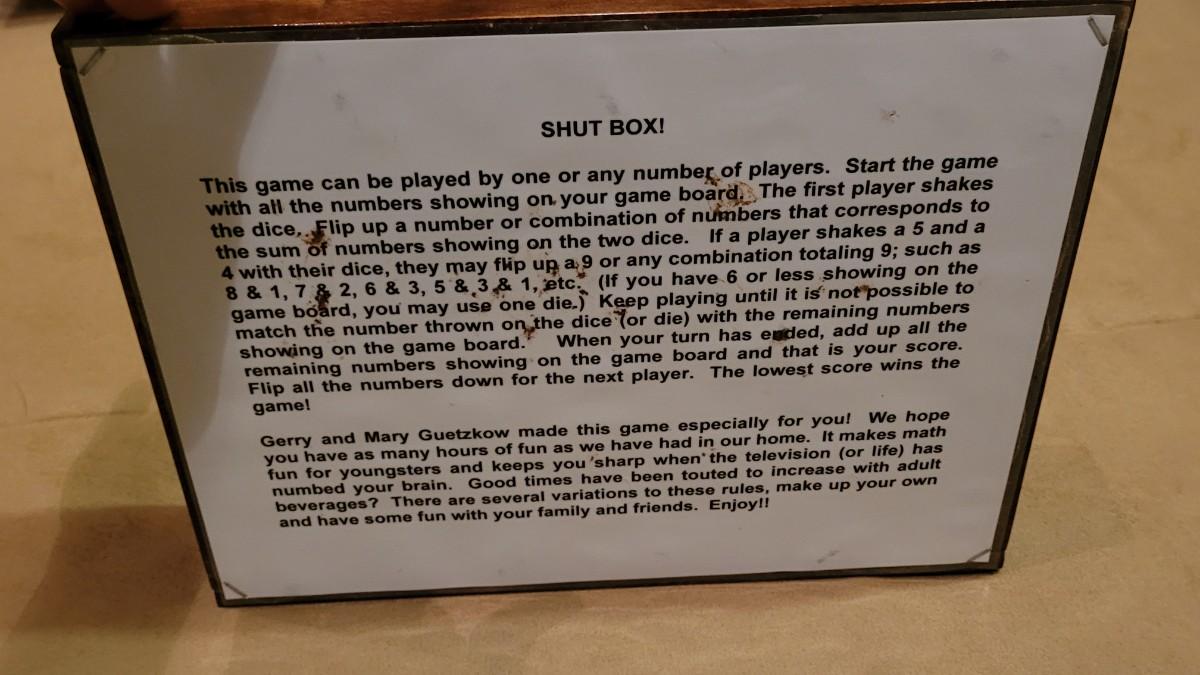 SHUT BOX!
This game can be played by one or any number of players. Start the game
with all the numbers showing on your game board. The first player shakes
the dice. Flip up a number or combination of numbers that corresponds to
the sum of numbers showing on the two dice. If a player shakes a 5 and a
4 with their dice, they may flip up a 9 or any combination totaling 9; such as
8 & 1, 7 & 2, 6 & 3, 5 & 3 & 1, etc. (If you have 6 or less showing on the
game board, you may use one die.) Keep playing until it is not possible to
match the number thrown on the dice (or die) with the remaining numbers
showing on the game board. When your turn has ended, add up all the
remaining numbers showing on the game board and that is your score.
Flip all the numbers down for the next player. The lowest score wins the
game!
Gerry and Mary Guetzkow made this game especially for you! We hope
you have as many hours of fun as we have had in our home. It makes math
fun for youngsters and keeps you sharp when the television (or life) has
numbed your brain. Good times have been touted to increase with adult
beverages? There are several variations to these rules, make up your own
and have some fun with your family and friends. Enjoy!!